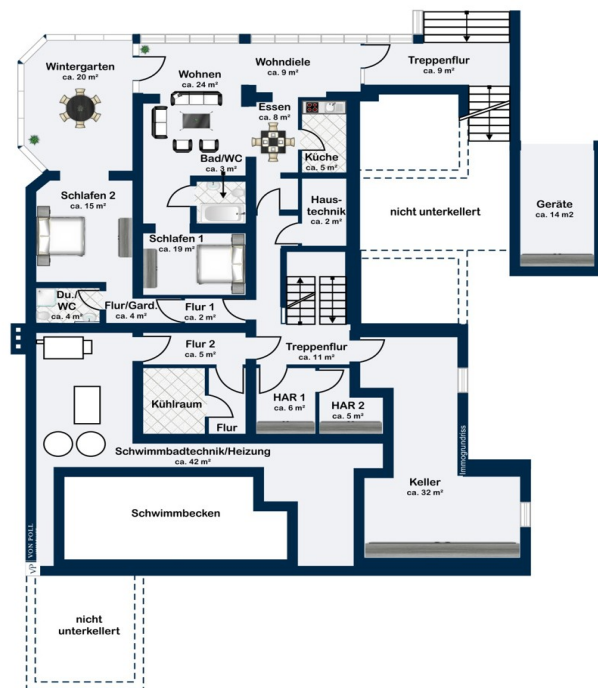 Wintergarten
ca. 20 m²
Wohnen
ca. 24 m²
Wohndiele
ca. 9 m²
Treppenflur
ca. 9 m²
Essen
ca. 8 m²
Bad/WC
ca. 3 m²
Küche
ca. 5 m²
Schlafen 2
ca. 15 m²
Haus-
technik
ca. 2 m²
nicht unterkellert
Geräte
ca. 14 m2
Schlafen 1
ca. 19 m²
Du./
WC
ca. 4 m²
Flur/Gard.
ca. 4 m²
Flur 1
ca. 2 m²
Flur 2
ca. 5 m²
Treppenflur
ca. 11 m²
Kühlraum
Flur
HAR 1
ca. 6 m²
HAR 2
ca. 5 m²
Immogrundriss
Schwimmbadtechnik/Heizung
ca. 42 m²
Keller
ca. 32 m²
Schwimmbecken
VP VON POLL
nicht
unterkellert